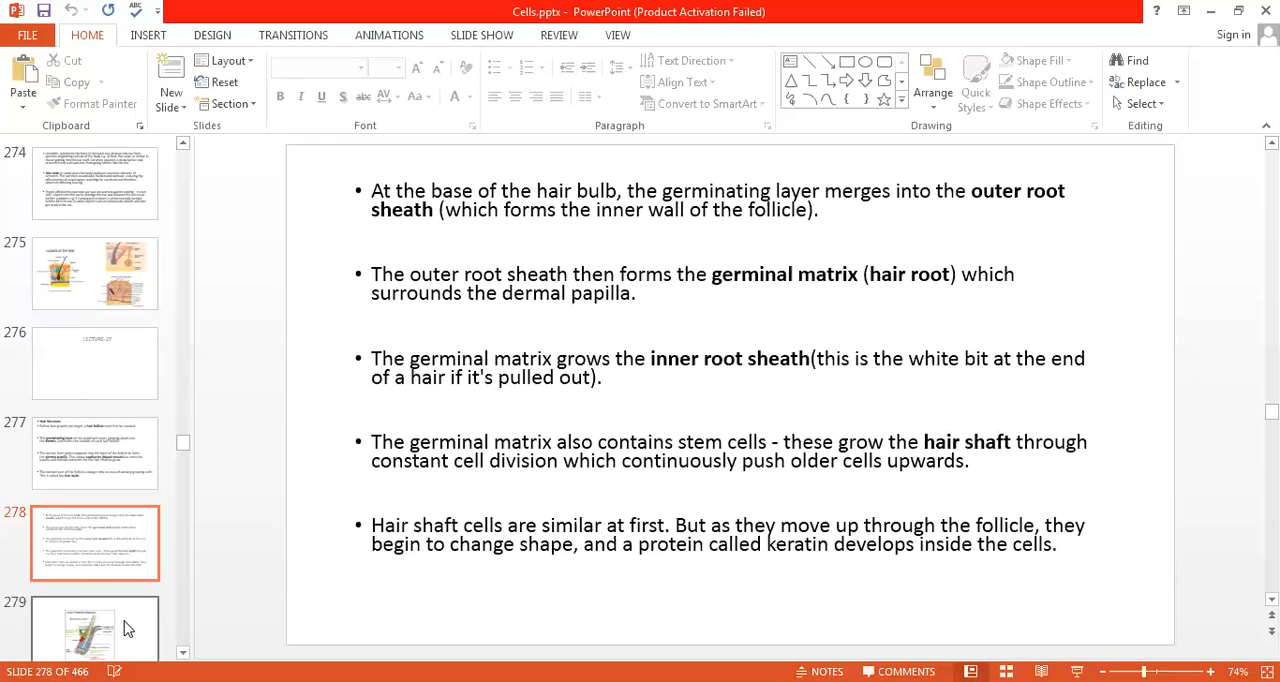 Cells.pptx - PowerPoint (Product Activation Failed)
FILE HOME INSERT DESIGN TRANSITIONS ANIMATIONS SLIDE SHOW REVIEW VIEW Sign in
Paste
Cut
Copy
Format Painter
New
Slide
Layout
Reset
Section
Text Direction
Align Text
Convert to SmartArt
Arrange
Quick
Styles
Shape Fill
Shape Outline
Shape Effects
Find
Replace
Select
Clipboard Slides Font Paragraph Drawing Editing
274
275
276
LECTURE-37
277
278
279
• At the base of the hair bulb, the germinating layer merges into the outer root
sheath (which forms the inner wall of the follicle).
• The outer root sheath then forms the germinal matrix (hair root) which
surrounds the dermal papilla.
• The germinal matrix grows the inner root sheath(this is the white bit at the end
of a hair if it's pulled out).
• The germinal matrix also contains stem cells - these grow the hair shaft through
constant cell division which continuously push older cells upwards.
• Hair shaft cells are similar at first. But as they move up through the follicle, they
begin to change shape, and a protein called keratin develops inside the cells.
SLIDE 278 OF 466 NOTES COMMENTS 74%